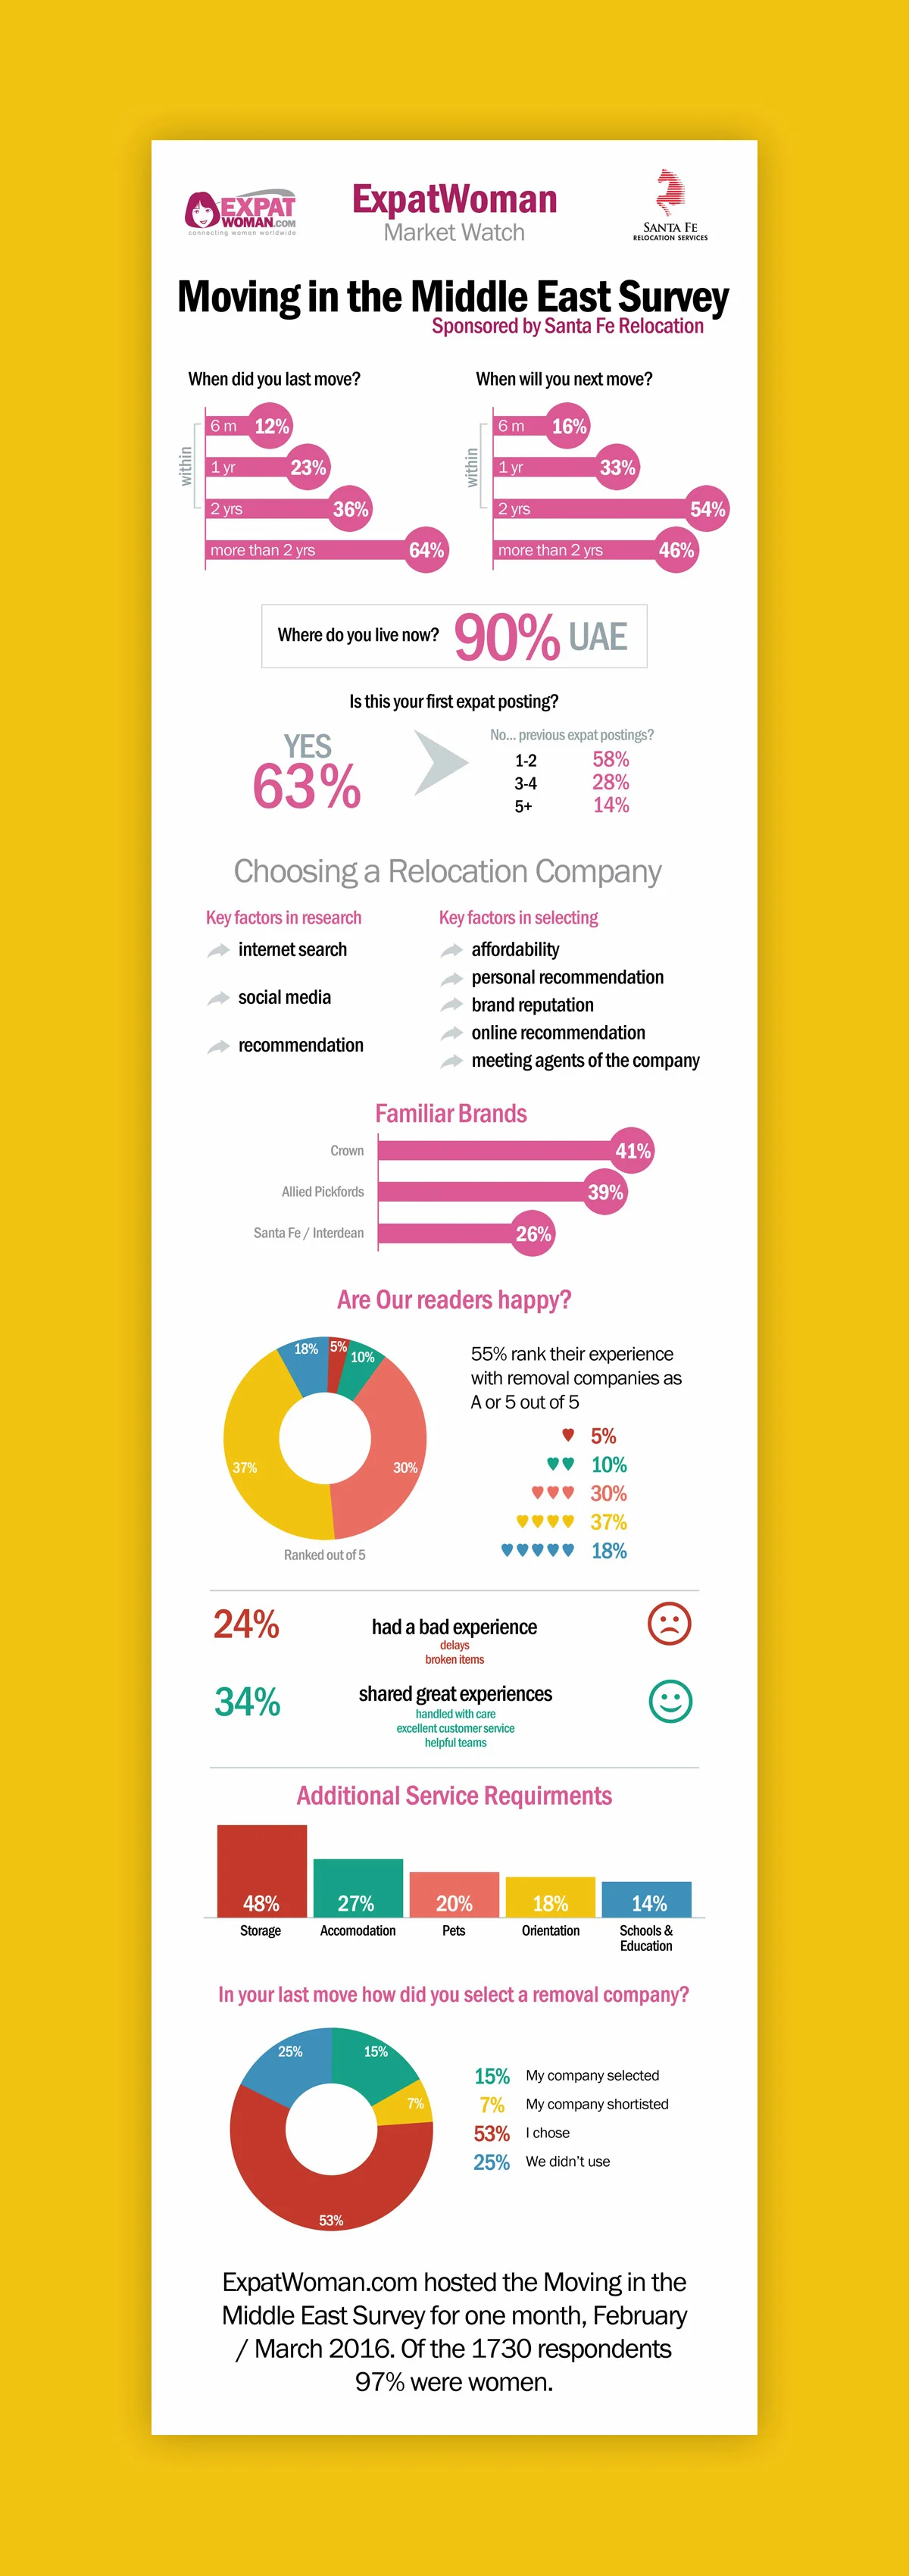 EXPAT
WOMAN.COM
connecting women worldwide
ExpatWoman
Market Watch
SANTA FE
RELOCATION SERVICES
Moving in the Middle East Survey
Sponsored by Santa Fe Relocation
When did you last move?
within
6 m 12%
1 yr 23%
2 yrs 36%
more than 2 yrs 64%
When will you next move?
within
6 m 16%
1 yr 33%
2 yrs 54%
more than 2 yrs 46%
Where do you live now? 90% UAE
Is this your first expat posting?
YES
63%
No... previous expat postings?
1-2 58%
3-4 28%
5+ 14%
Choosing a Relocation Company
Key factors in research
internet search
social media
recommendation
Key factors in selecting
affordability
personal recommendation
brand reputation
online recommendation
meeting agents of the company
Familiar Brands
Crown 41%
Allied Pickfords 39%
Santa Fe / Interdean 26%
Are Our readers happy?
18% 5%
10%
37% 30%
Ranked out of 5
55% rank their experience
with removal companies as
A or 5 out of 5
5%
10%
30%
37%
18%
24% had a bad experience
delays
broken items
34% shared great experiences
handled with care
excellent customer service
helpful teams
Additional Service Requirments
48% 27% 20% 18% 14%
Storage Accomodation Pets Orientation Schools &
Education
In your last move how did you select a removal company?
25% 15%
7%
53%
15% My company selected
7% My company shortisted
53% I chose
25% We didn't use
ExpatWoman.com hosted the Moving in the
Middle East Survey for one month, February
/ March 2016. Of the 1730 respondents
97% were women.